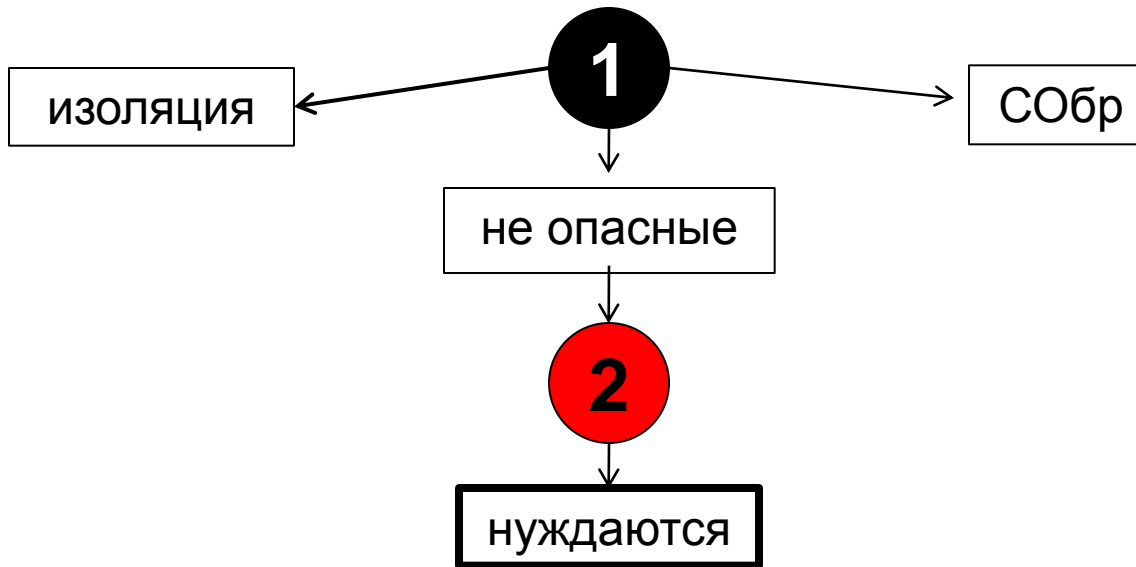 1
изоляция
СОбр
не опасные
2
нуждаются